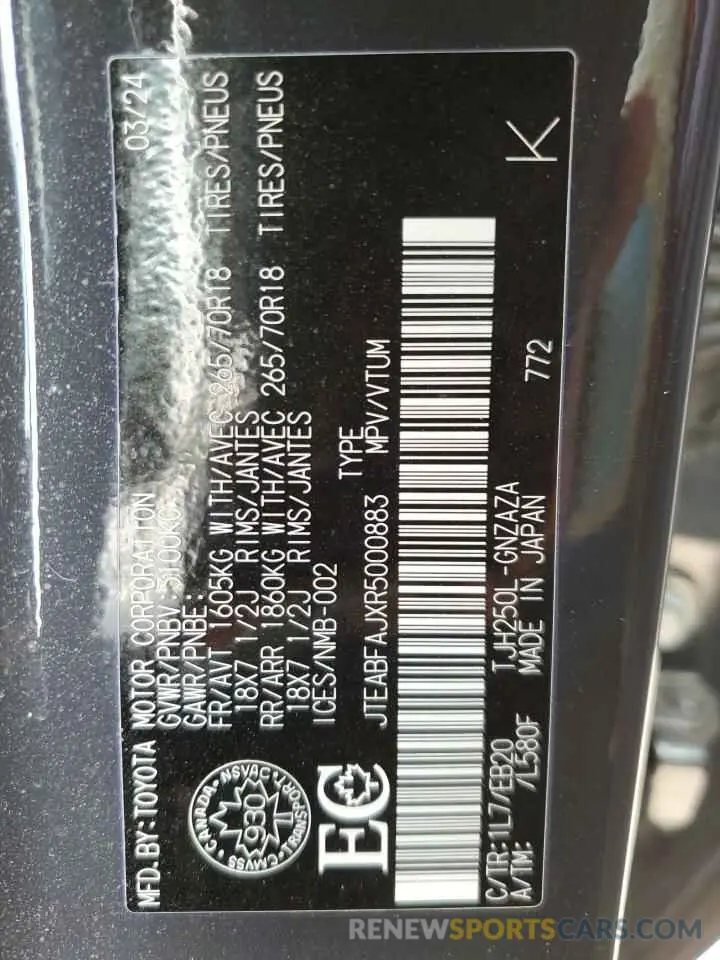 MFD.BY:TOYOTA MOTOR CORPORATION 03/24
GVWR/PNBV 3100KG
GAWR/PNBE:
FR/AVT 1605KG WITH/AVEC 265/70R18 TIRES/PNEUS
18X7 1/2J RIMS/JANTES
RR/ARR 1860KG WITH/AVEC 265/70R18 TIRES/PNEUS
18X7 1/2J RIMS/JANTES
ICES/NMB-002
CANADA NSVAC TRANSPORT CMVSS
930
EC
TYPE
JTEABFAJXR5000883 MPV/VTUM
C/TR:1L7/EB20 TJH250L-GNZAZA 772 K
A/TM: /L580F MADE IN JAPAN
RENEWSPORTSCARS.COM